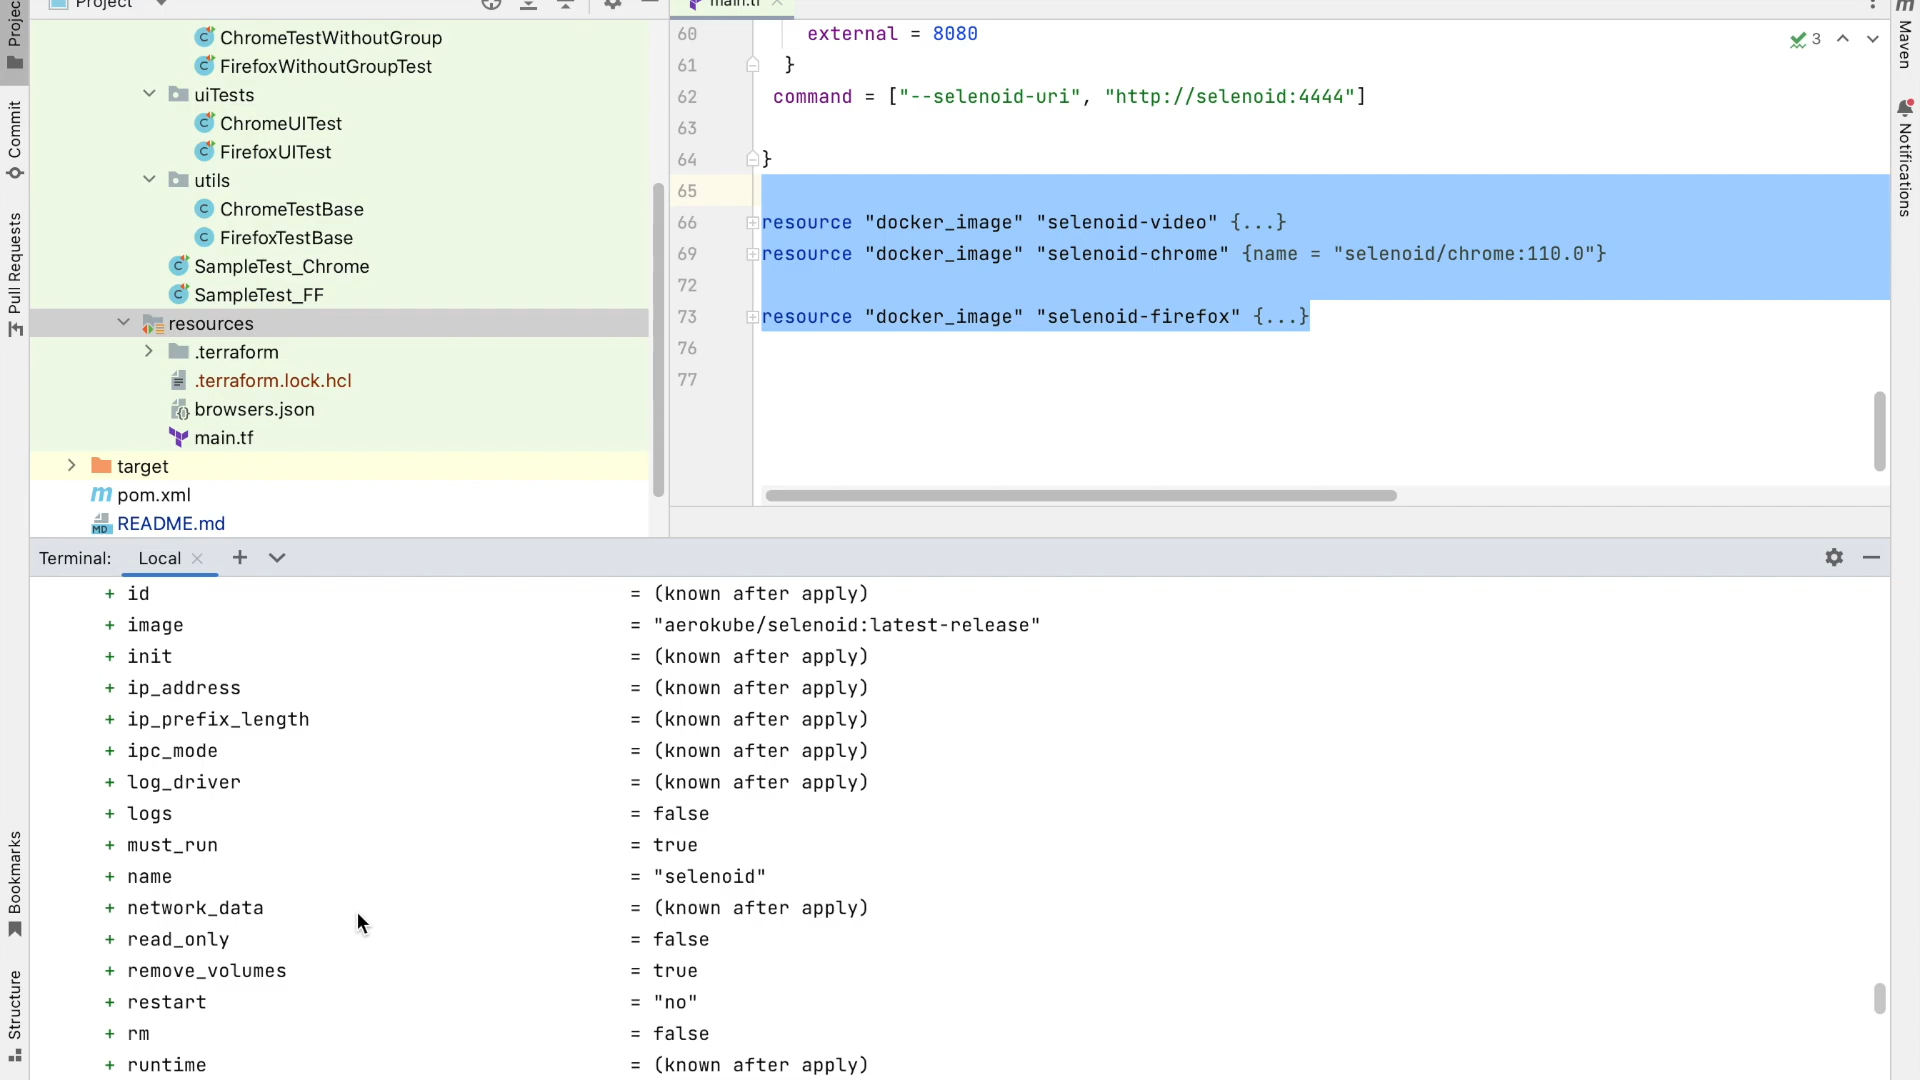 Project
main.tf
ChromeTestWithoutGroup
FirefoxWithoutGroupTest
uiTests
ChromeUITest
FirefoxUITest
utils
ChromeTestBase
FirefoxTestBase
SampleTest_Chrome
SampleTest_FF
resources
.terraform
.terraform.lock.hcl
browsers.json
main.tf
target
pom.xml
README.md
60 external = 8080
61 }
62 command = ["--selenoid-uri", "http://selenoid:4444"]
63
64 }
65
66 resource "docker_image" "selenoid-video" {...}
69 resource "docker_image" "selenoid-chrome" {name = "selenoid/chrome:110.0"}
72
73 resource "docker_image" "selenoid-firefox" {...}
76
77
3
Project
Commit
Pull Requests
Bookmarks
Structure
Maven
Notifications
Terminal: Local
+ id = (known after apply)
+ image = "aerokube/selenoid:latest-release"
+ init = (known after apply)
+ ip_address = (known after apply)
+ ip_prefix_length = (known after apply)
+ ipc_mode = (known after apply)
+ log_driver = (known after apply)
+ logs = false
+ must_run = true
+ name = "selenoid"
+ network_data = (known after apply)
+ read_only = false
+ remove_volumes = true
+ restart = "no"
+ rm = false
+ runtime = (known after apply)